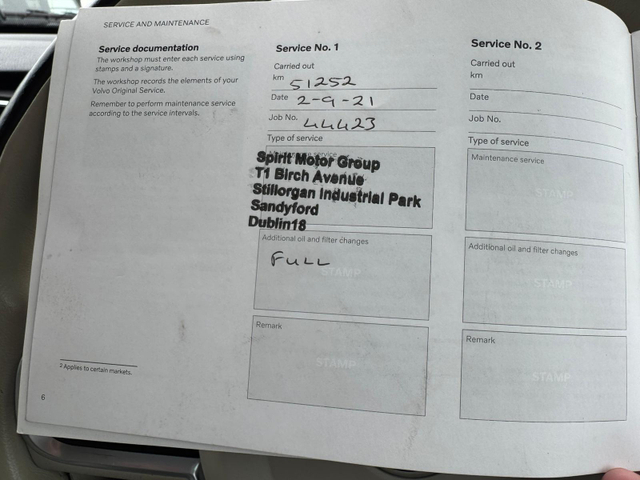 SERVICE AND MAINTENANCE
Service documentation
The workshop must enter each service using
stamps and a signature.
The workshop records the elements of your
Volvo Original Service.
Remember to perform maintenance service
according to the service intervals.
2 Applies to certain markets.
6
Service No. 1
Carried out
km 51252
Date 2-9-21
Job No. 44423
Type of service
Maintenance service
Spirit Motor Group
T1 Birch Avenue
Stillorgan Industrial Park
Sandyford
Dublin18
Additional oil and filter changes
FULL
STAMP
Remark
STAMP
Service No. 2
Carried out
km
Date
Job No.
Type of service
Maintenance service
STAMP
Additional oil and filter changes
STAMP
Remark
STAMP